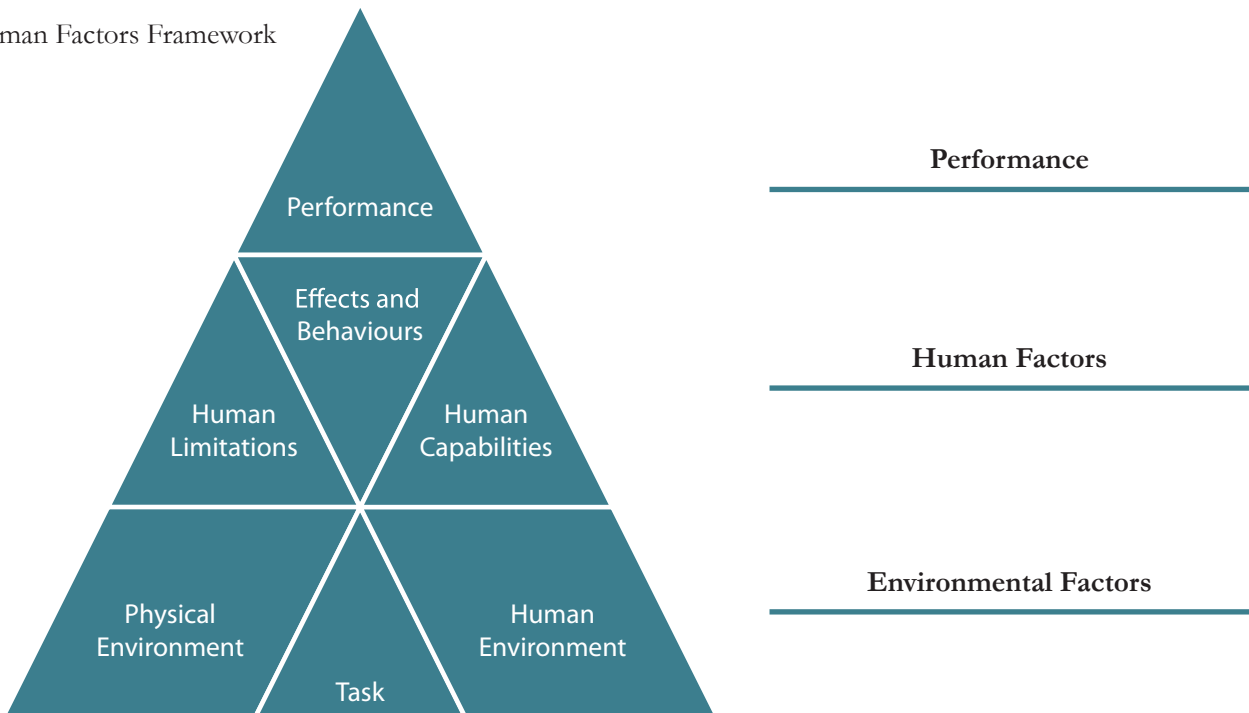 man Factors Framework
Performance
Performance
Effects and
Behaviours
Human Factors
Human
Limitations
Human
Capabilities
Environmental Factors
Physical
Environment
Human
Environment
Task